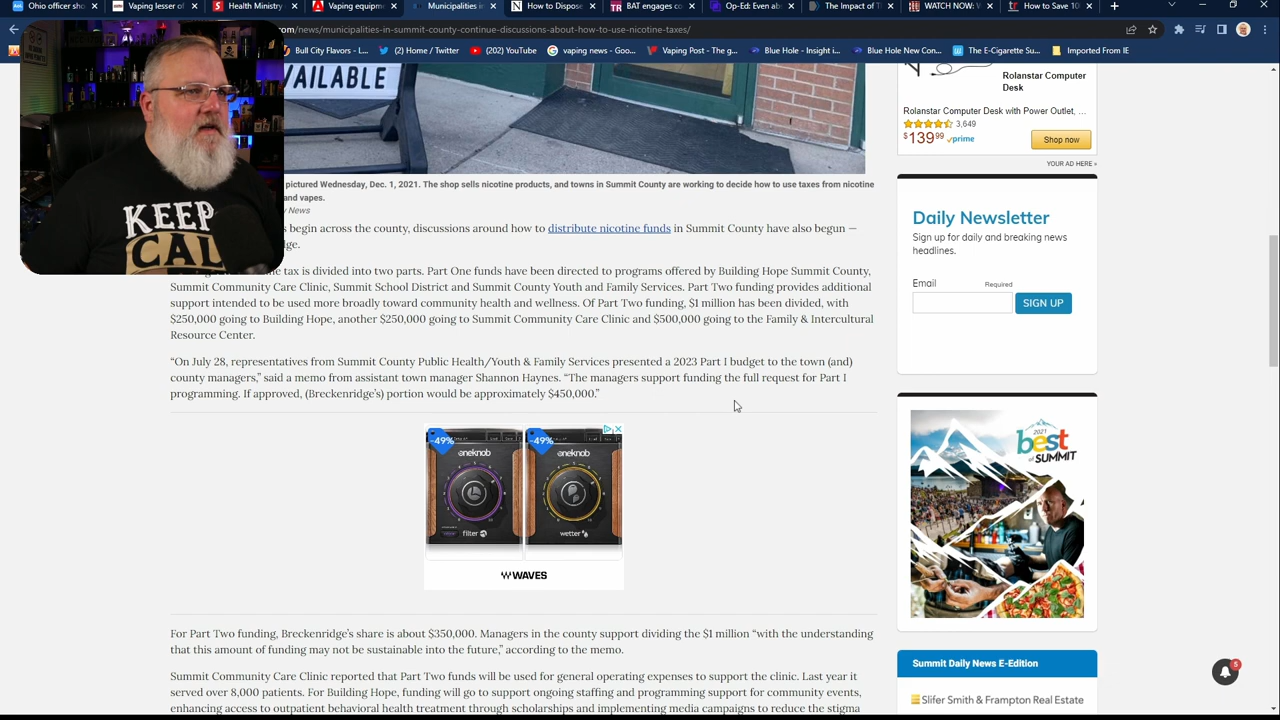 Ohio officer sho
Vaping lesser of
Health Ministry
Vaping equipm
Municipalities in
How to Dispose
BAT engages co
Op-Ed: Even abo
The Impact of T
WATCH NOW: W
How to Save 10
com/news/municipalities-in-summit-county-continue-discussions-about-how-to-use-nicotine-taxes/
Bull City Flavors - L...
(2) Home / Twitter
(202) YouTube
vaping news - Goo...
Vaping Post - The g...
Blue Hole - Insight i...
Blue Hole New Con...
The E-Cigarette Su...
Imported From IE
AVAILABLE
KEEP
CAL
pictured Wednesday, Dec. 1, 2021. The shop sells nicotine products, and towns in Summit County are working to decide how to use taxes from nicotine
and vapes.
News
begin across the county, discussions around how to distribute nicotine funds in Summit County have also begun —
tax is divided into two parts. Part One funds have been directed to programs offered by Building Hope Summit County,
Summit Community Care Clinic, Summit School District and Summit County Youth and Family Services. Part Two funding provides additional
support intended to be used more broadly toward community health and wellness. Of Part Two funding, $1 million has been divided, with
$250,000 going to Building Hope, another $250,000 going to Summit Community Care Clinic and $500,000 going to the Family & Intercultural
Resource Center.
“On July 28, representatives from Summit County Public Health/Youth & Family Services presented a 2023 Part I budget to the town (and)
county managers,” said a memo from assistant town manager Shannon Haynes. “The managers support funding the full request for Part I
programming. If approved, (Breckenridge’s) portion would be approximately $450,000.”
-49%
-49%
oneknob
oneknob
filter
wetter
WAVES
For Part Two funding, Breckenridge’s share is about $350,000. Managers in the county support dividing the $1 million “with the understanding
that this amount of funding may not be sustainable into the future,” according to the memo.
Summit Community Care Clinic reported that Part Two funds will be used for general operating expenses to support the clinic. Last year it
served over 8,000 patients. For Building Hope, funding will go to support ongoing staffing and programming support for community events,
enhancing access to outpatient behavioral health treatment through scholarships and implementing media campaigns to reduce the stigma
Rolanstar Computer
Desk
Rolanstar Computer Desk with Power Outlet, ...
3,649
$139 99
prime
Shop now
YOUR AD HERE »
Daily Newsletter
Sign up for daily and breaking news
headlines.
Email
Required
SIGN UP
2021
best
of SUMMIT
Summit Daily News E-Edition
Slifer Smith & Frampton Real Estate
5